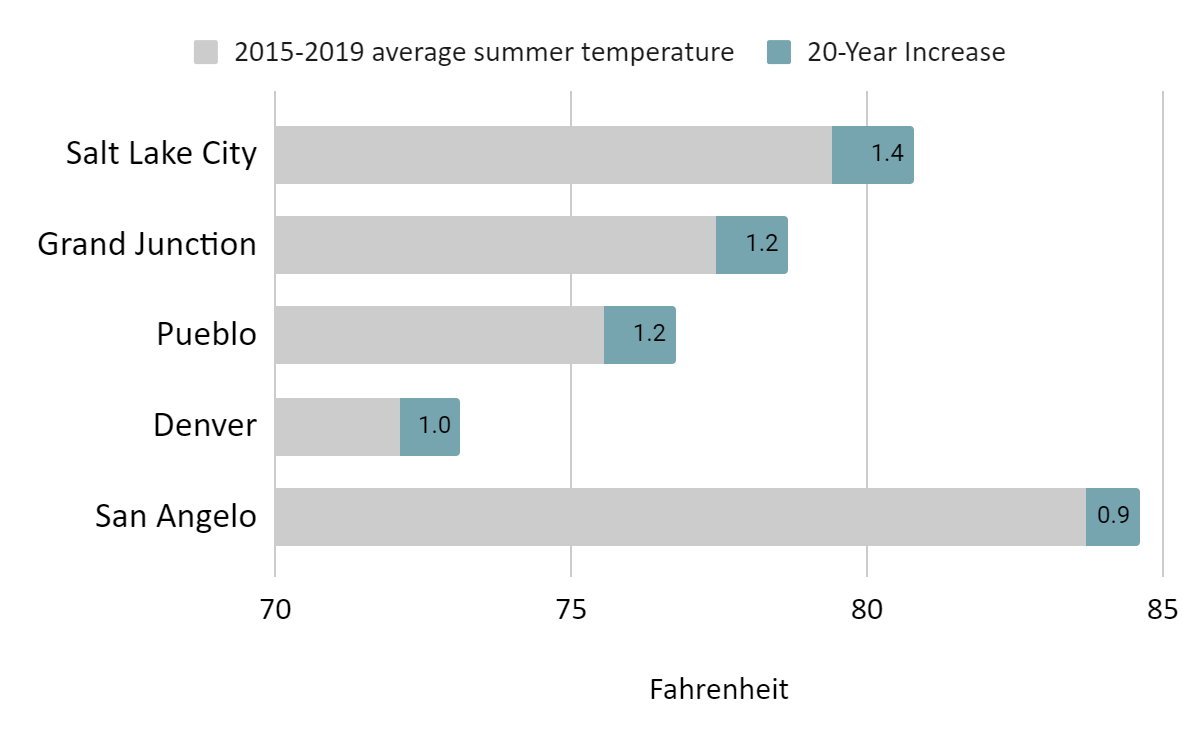 2015-2019 average summer temperature 20-Year Increase
Salt Lake City 1.4
Grand Junction 1.2
Pueblo 1.2
Denver 1.0
San Angelo 0.9
70 75 80 85
Fahrenheit